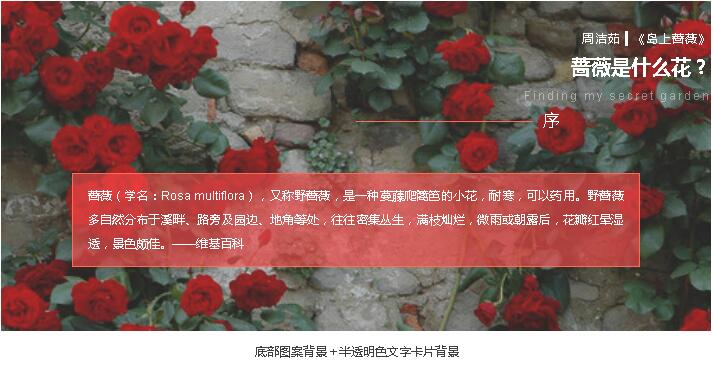 周洁茹 ┃《岛上蔷薇》
蔷薇是什么花？
Finding my secret garden
序
蔷薇（学名：Rosa multiflora），又称野蔷薇，是一种蔓藤爬篱笆的小花，耐寒，可以药用。野蔷薇
多自然分布于溪畔、路旁及园边、地角等处，往往密集丛生，满枝灿烂，微雨或朝露后，花瓣红晕湿
透，景色颇佳。——维基百科
底部图案背景＋半透明色文字卡片背景